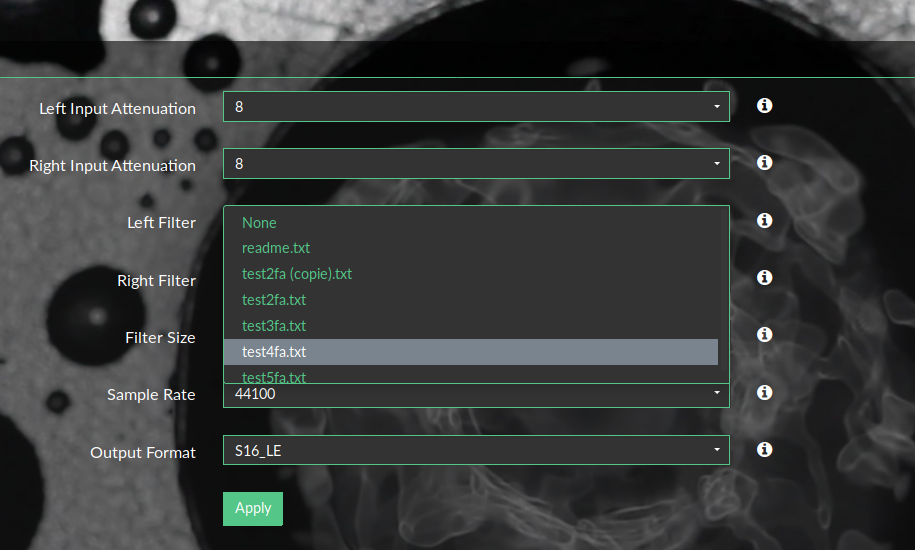 Left Input Attenuation 8
Right Input Attenuation 8
Left Filter
None
readme.txt
Right Filter
test2fa (copie).txt
test2fa.txt
Filter Size
test3fa.txt
test4fa.txt
test5fa.txt
Sample Rate 44100
Output Format S16_LE
Apply